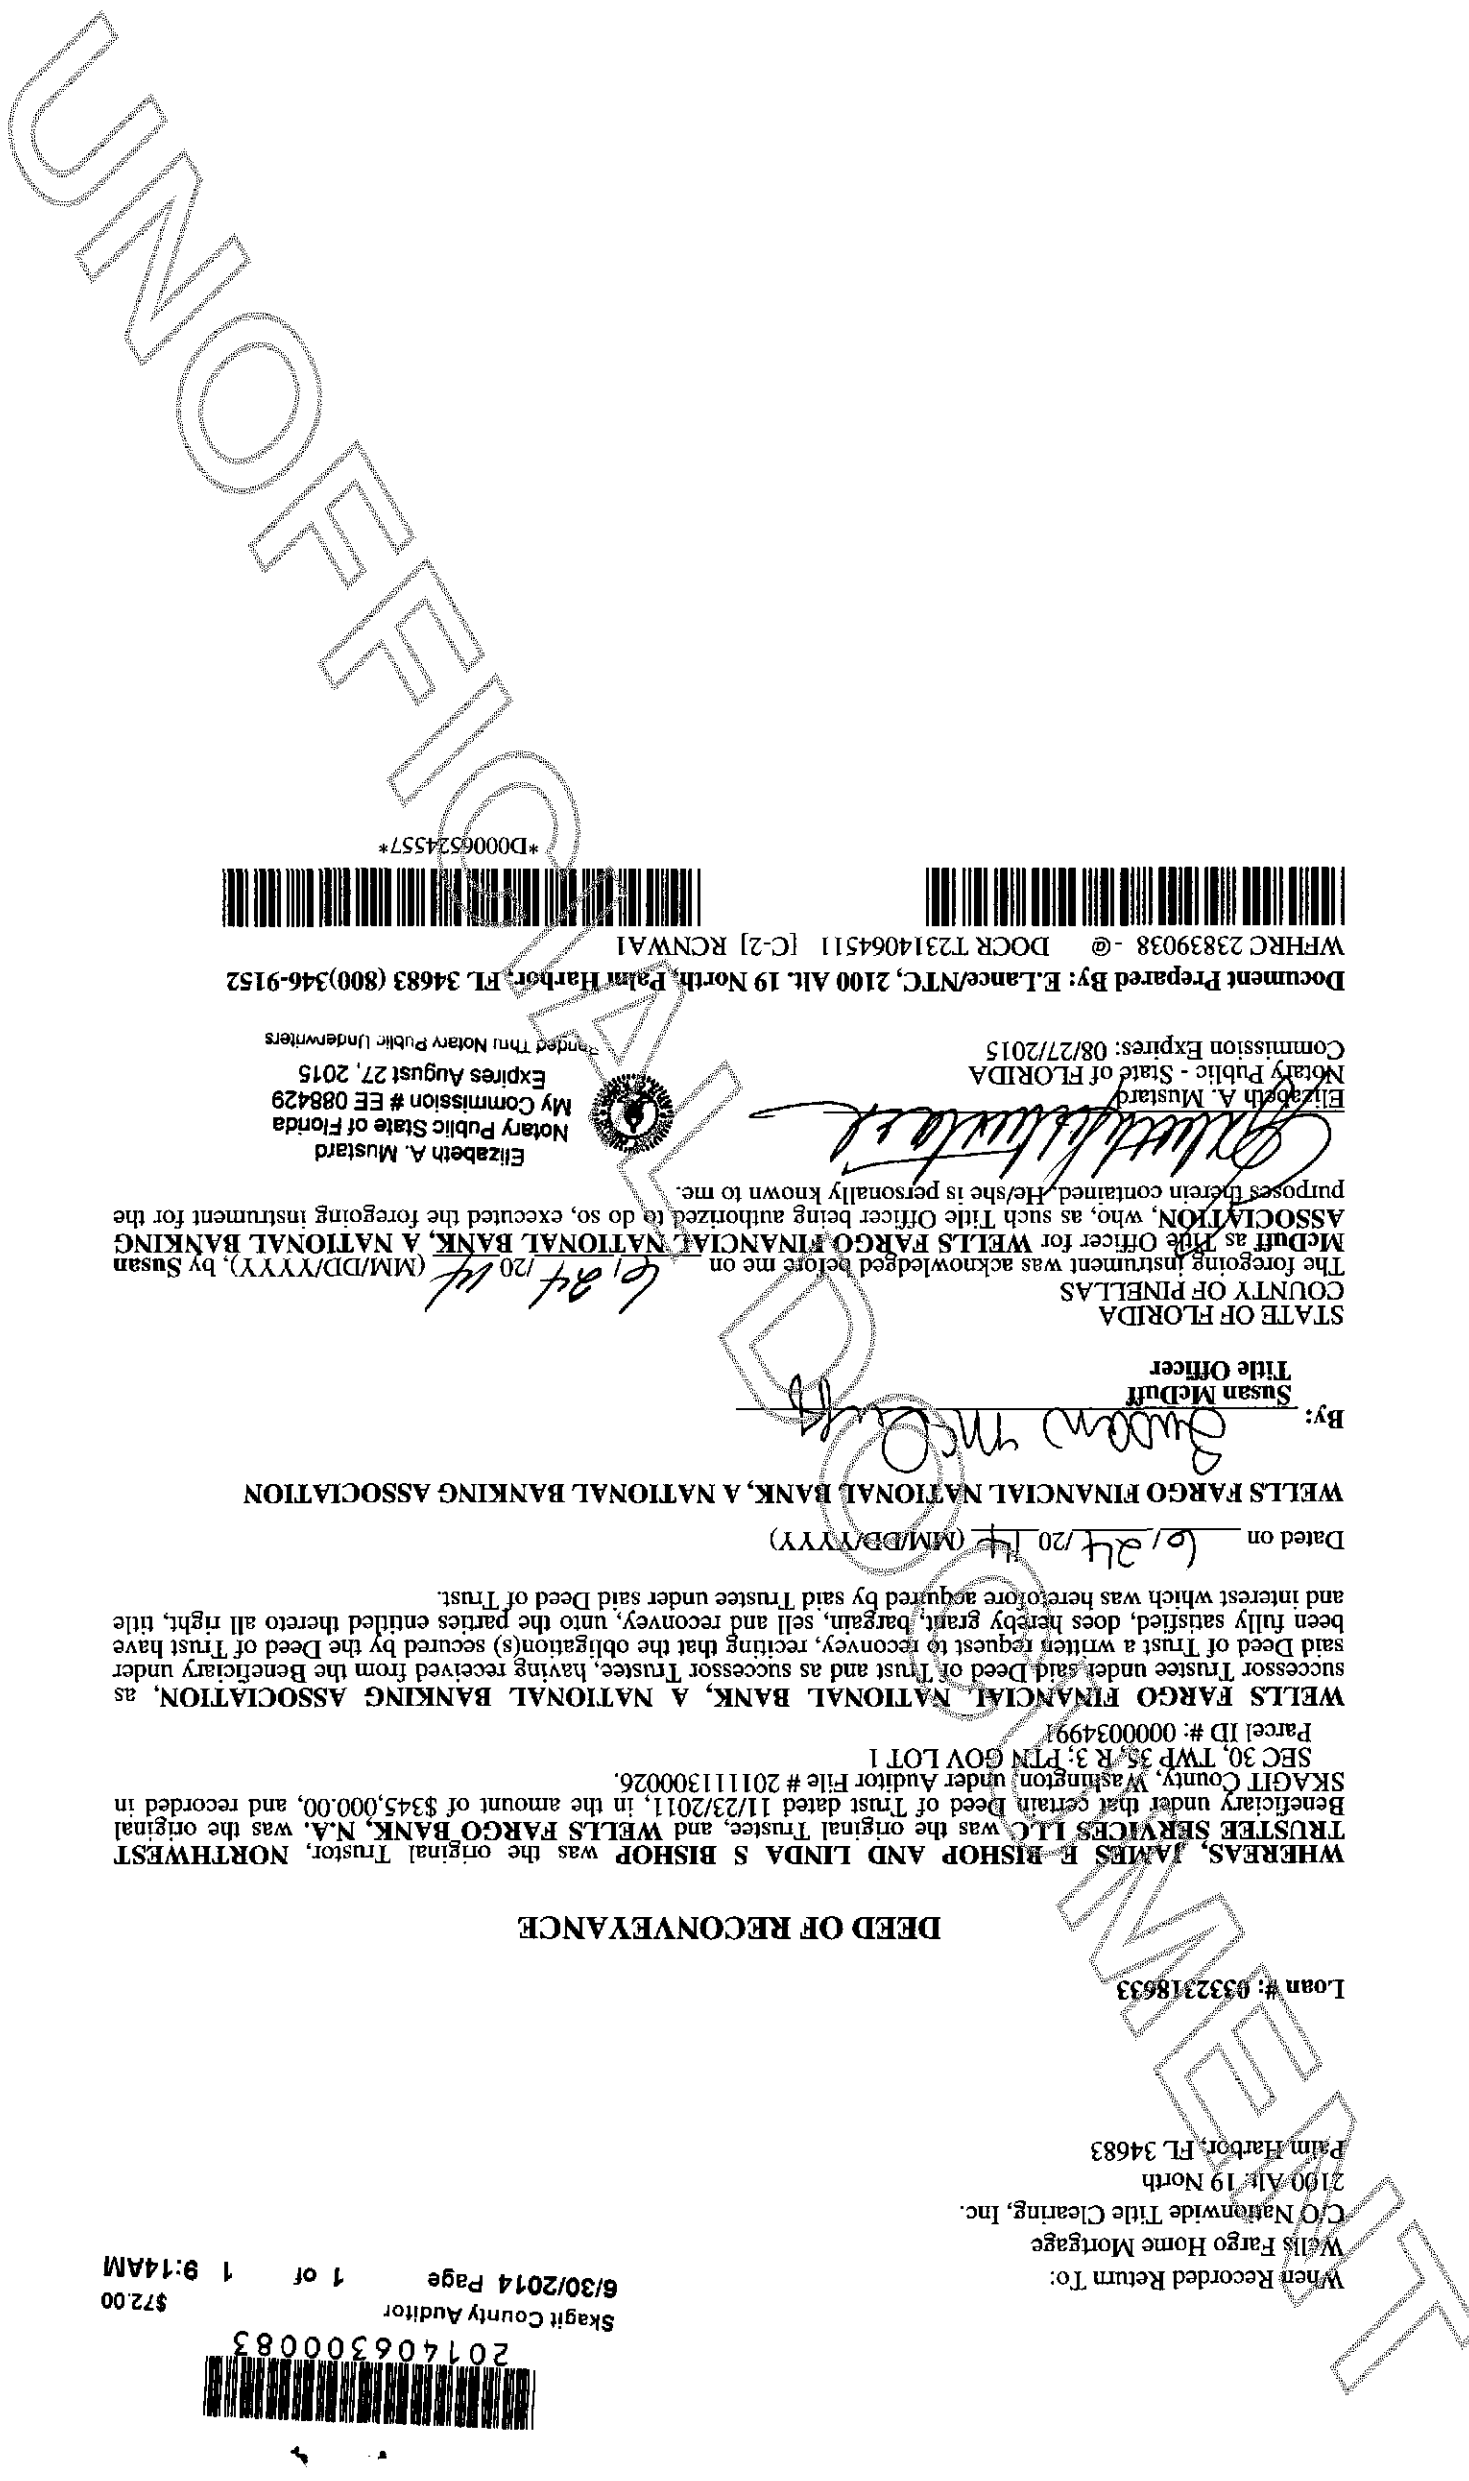 201406300083
Skagit County Auditor $72.00
6/30/2014 Page 1 of 1 9:14AM
When Recorded Return To:
Wells Fargo Home Mortgage
C/O Nationwide Title Clearing, Inc.
2100 Alt. 19 North
Palm Harbor, FL 34683
Loan #: 0332318633
DEED OF RECONVEYANCE
WHEREAS, JAMES E BISHOP AND LINDA S BISHOP was the original Trustor, NORTHWEST
TRUSTEE SERVICES LLC was the original Trustee, and WELLS FARGO BANK, N.A. was the original
Beneficiary under that certain Deed of Trust dated 11/23/2011, in the amount of $345,000.00, and recorded in
SKAGIT County, Washington under Auditor File # 201111300026.
SEC 30, TWP 35, R 3; PTN GOV LOT 1
Parcel ID #: 0000034991
WELLS FARGO FINANCIAL NATIONAL BANK, A NATIONAL BANKING ASSOCIATION, as
successor Trustee under said Deed of Trust and as successor Trustee, having received from the Beneficiary under
said Deed of Trust a written request to reconvey, reciting that the obligation(s) secured by the Deed of Trust have
been fully satisfied, does hereby grant, bargain, sell and reconvey, unto the parties entitled thereto all right, title
and interest which was heretofore acquired by said Trustee under said Deed of Trust.
Dated on 6/24/2014 (MM/DD/YYYY)
WELLS FARGO FINANCIAL NATIONAL BANK, A NATIONAL BANKING ASSOCIATION
By: Susan McDuff
Susan McDuff
Title Officer
STATE OF FLORIDA
COUNTY OF PINELLAS
The foregoing instrument was acknowledged before me on 6/24/2014 (MM/DD/YYYY), by Susan
McDuff as Title Officer for WELLS FARGO FINANCIAL NATIONAL BANK, A NATIONAL BANKING
ASSOCIATION, who, as such Title Officer being authorized to do so, executed the foregoing instrument for the
purposes therein contained. He/she is personally known to me.
Elizabeth A. Mustard
Notary Public - State of FLORIDA
Commission Expires: 08/27/2015
Elizabeth A. Mustard
Notary Public State of Florida
My Commission # EE 088429
Expires August 27, 2015
Bonded Thru Notary Public Underwriters
Document Prepared By: E.Lance/NTC, 2100 Alt. 19 North, Palm Harbor, FL 34683 (800)346-9152
WFHRC 23839038 -@ DOCR T2314064511 [C-2] RCNWA1
*D0006524557*
UNOFFICIAL DOCUMENT